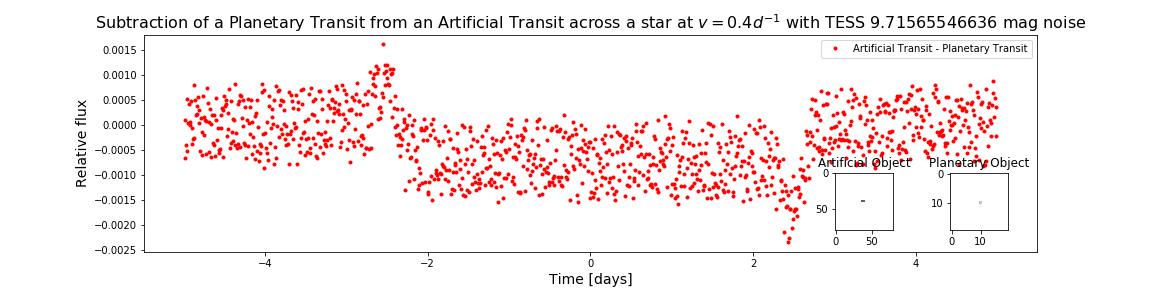 Subtraction of a Planetary Transit from an Artificial Transit across a star at v = 0.4d⁻¹ with TESS 9.71565546636 mag noise
Artificial Transit - Planetary Transit
Relative flux
0.0015
0.0010
0.0005
0.0000
−0.0005
−0.0010
−0.0015
−0.0020
−0.0025
Artificial Object
0
50
0 50
Planetary Object
0
10
0 10
−4 −2 0 2 4
Time [days]